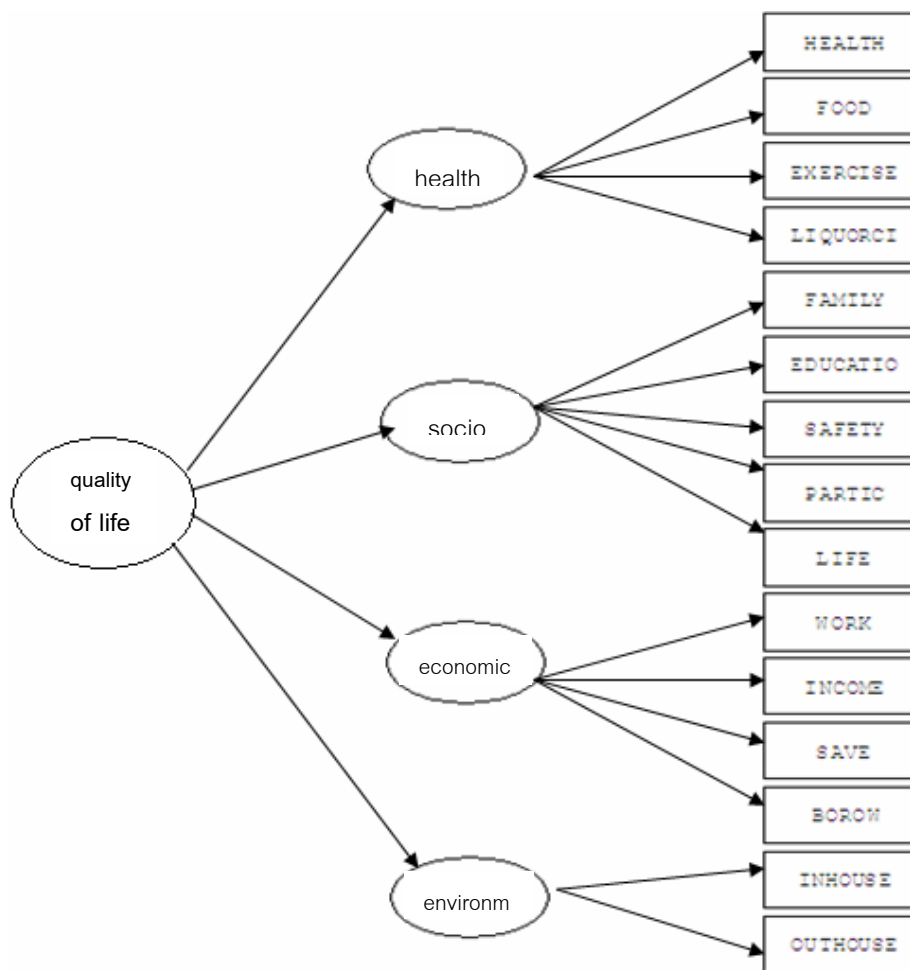 HEALTH
FOOD
health
EXERCISE
LIQUORCI
FAMILY
EDUCATIO
socio
SAFETY
quality
of life
PARTIC
LIFE
WORK
economic
INCOME
SAVE
BOROW
INHOUSE
environm
OUTHOUSE